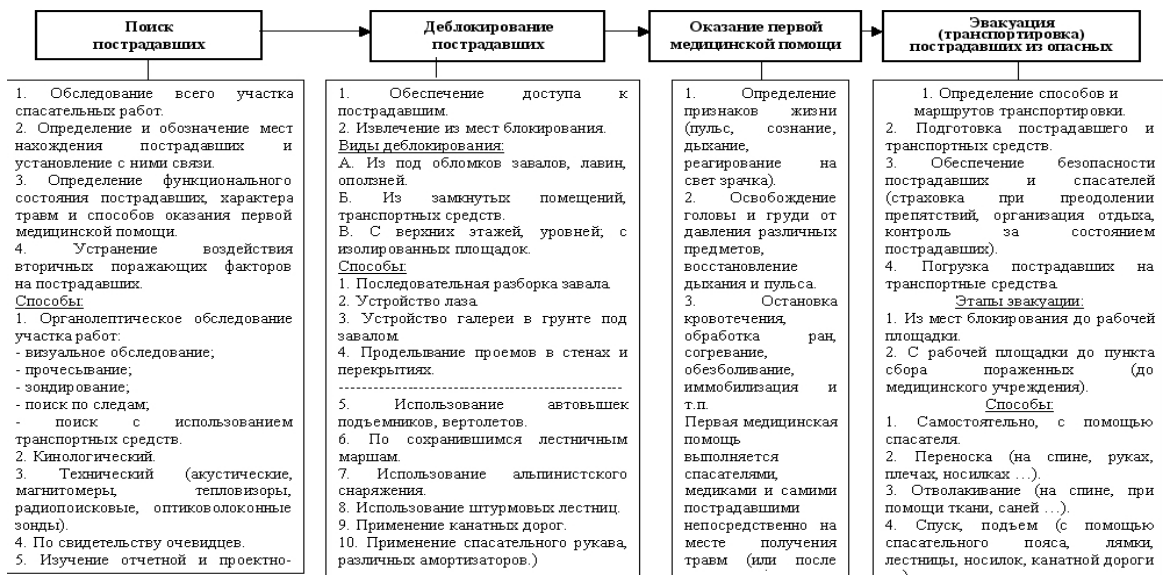 Поиск
пострадавших
Деблокирование
пострадавших
Оказание первой
медицинской помощи
Эвакуация
(транспортировка)
пострадавших из опасных
1. Обследование всего участка
спасательных работ.
2. Определение и обозначение мест
нахождения пострадавших и
установление с ними связи.
3. Определение функционального
состояния пострадавших, характера
травм и способов оказания первой
медицинской помощи.
4. Устранение воздействия
вторичных поражающих факторов
на пострадавших.
Способы:
1. Органолептическое обследование
участка работ:
- визуальное обследование;
- прочесывание;
- зондирование;
- поиск по следам;
- поиск с использованием
транспортных средств.
2. Кинологический.
3. Технический (акустические,
магнитомеры, тепловизоры,
радиопоисковые, оптиковолоконные
зонды).
4. По свидетельству очевидцев.
5. Изучение отчетной и проектно-
1. Обеспечение доступа к
пострадавшим.
2. Извлечение из мест блокирования.
Виды деблокирования:
А. Из под обломков завалов, лавин,
оползней.
Б. Из замкнутых помещений,
транспортных средств.
В. С верхних этажей, уровней, с
изолированных площадок.
Способы:
1. Последовательная разборка завала.
2. Устройство лаза
3. Устройство галереи в грунте под
завалом.
4. Проделывание проемов в стенах и
перекрытиях.
------------------------------------------------
5. Использование автовышек
подъемников, вертолетов.
6. По сохранившимся лестничным
маршам.
7. Использование альпинистского
снаряжения.
8. Использование штурмовых лестниц.
9. Применение канатных дорог.
10. Применение спасательного рукава,
различных амортизаторов.)
1. Определение
признаков жизни
(пульс, сознание,
дыхание,
реагирование на
свет зрачка).
2. Освобождение
головы и груди от
давления различных
предметов,
восстановление
дыхания и пульса.
3. Остановка
кровотечения,
обработка ран,
согревание,
обезболивание,
иммобилизация и
т.п.
Первая медицинская
помощь
выполняется
спасателями,
медиками и самими
пострадавшими
непосредственно на
месте получения
травм (или после
1. Определение способов и
маршрутов транспортировки.
2. Подготовка пострадавшего и
транспортных средств.
3. Обеспечение безопасности
пострадавших и спасателей
(страховка при преодолении
препятствий, организация отдыха,
контроль за состоянием
пострадавших).
4. Погрузка пострадавших на
транспортные средства
Этапы эвакуации:
1. Из мест блокирования до рабочей
площадки.
2. С рабочей площадки до пункта
сбора пораженных (до
медицинского учреждения).
Способы:
1. Самостоятельно, с помощью
спасателя.
2. Переноска (на спине, руках,
плечах, носилках ...).
3. Отволакивание (на спине, при
помощи ткани, саней ...).
4. Спуск, подъем (с помощью
спасательного пояса, лямки,
лестницы, носилок, канатной дороги